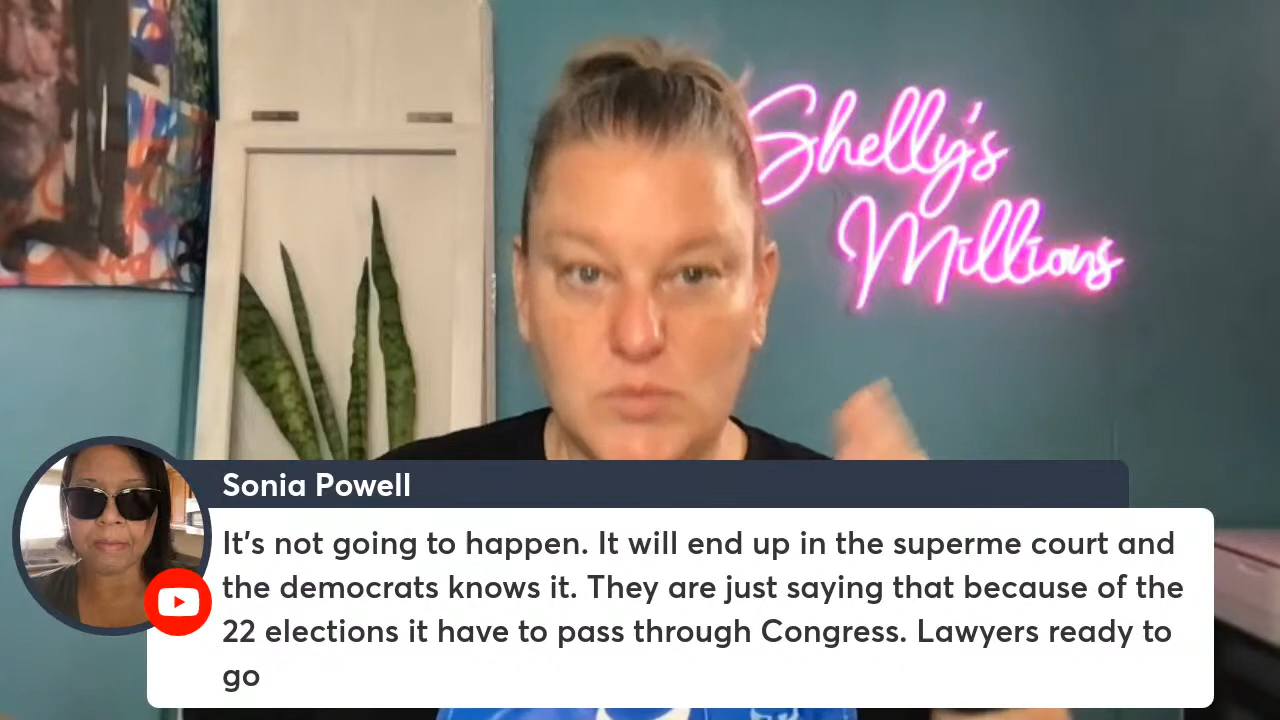 Shelly's
Millions
Sonia Powell
It's not going to happen. It will end up in the superme court and
the democrats knows it. They are just saying that because of the
22 elections it have to pass through Congress. Lawyers ready to
go